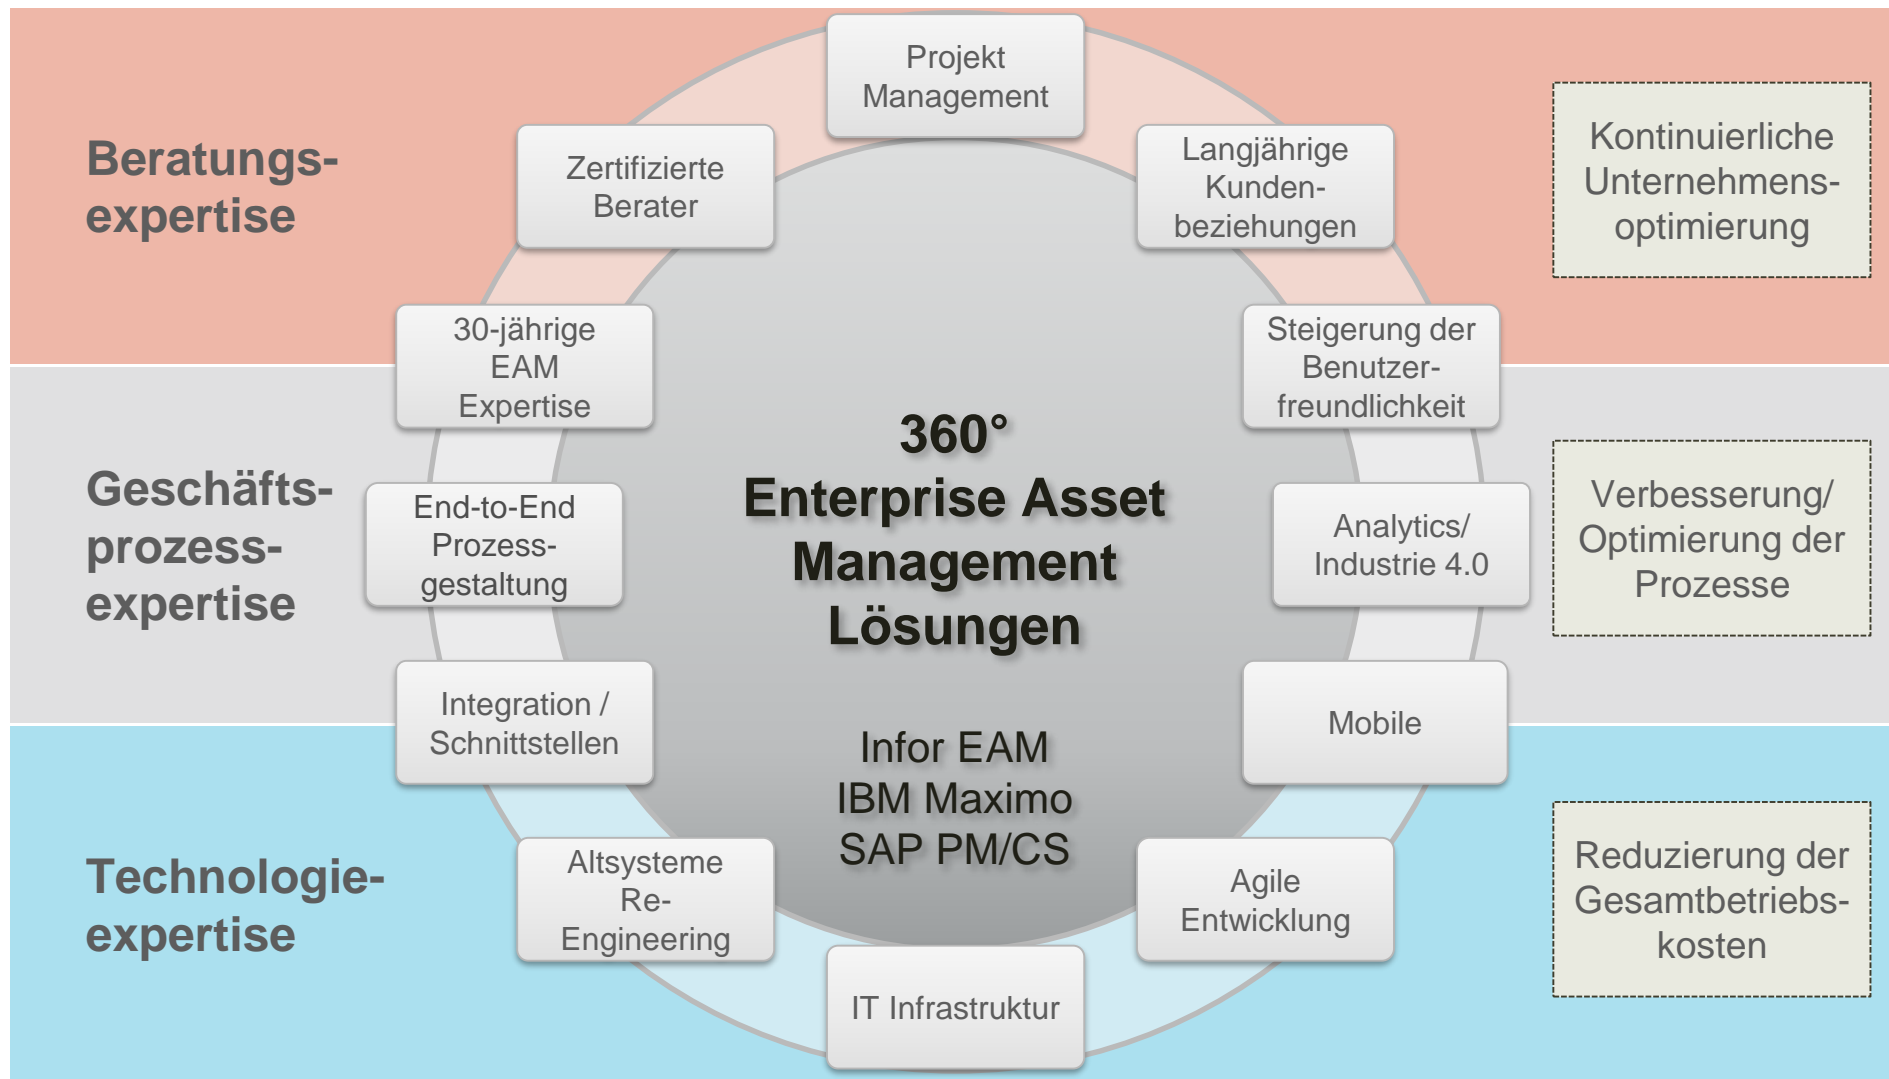 Projekt
Management
Beratungs-
expertise
Zertifizierte
Berater
Langjährige
Kunden-
beziehungen
Kontinuierliche
Unternehmens-
optimierung
30-jährige
EAM
Expertise
Steigerung der
Benutzer-
freundlichkeit
360°
Enterprise Asset
Management
Lösungen
Geschäfts-
prozess-
expertise
End-to-End
Prozess-
gestaltung
Analytics/
Industrie 4.0
Verbesserung/
Optimierung der
Prozesse
Integration /
Schnittstellen
Mobile
Infor EAM
IBM Maximo
SAP PM/CS
Technologie-
expertise
Altsysteme
Re-
Engineering
Agile
Entwicklung
Reduzierung der
Gesamtbetriebs-
kosten
IT Infrastruktur